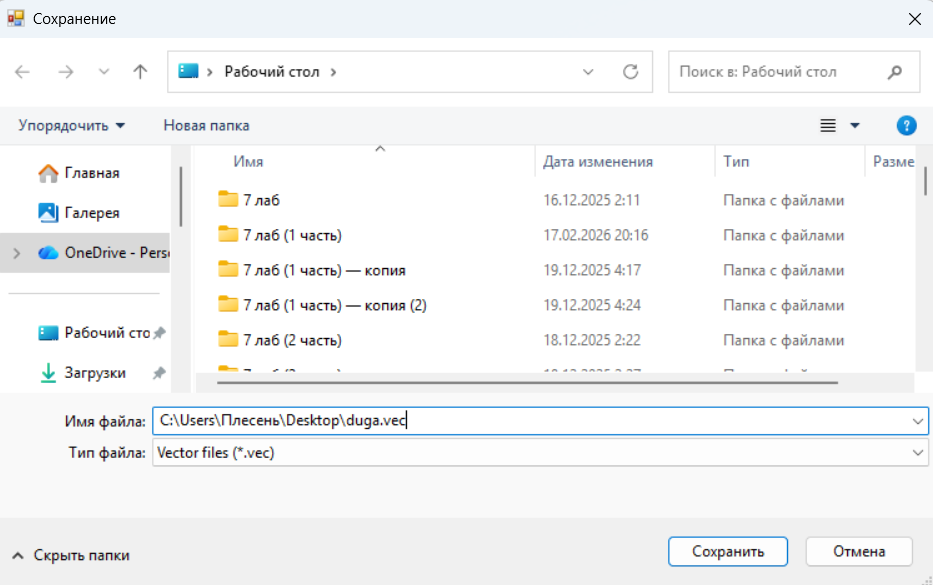 Сохранение
Рабочий стол
Поиск в: Рабочий стол
Упорядочить
Новая папка
Имя
Дата изменения
Тип
Разме
Главная
Галерея
OneDrive - Perso
Рабочий сто
Загрузки
7 лаб 16.12.2025 2:11 Папка с файлами
7 лаб (1 часть) 17.02.2026 20:16 Папка с файлами
7 лаб (1 часть) — копия 19.12.2025 4:17 Папка с файлами
7 лаб (1 часть) — копия (2) 19.12.2025 4:24 Папка с файлами
7 лаб (2 часть) 18.12.2025 2:22 Папка с файлами
Имя файла: C:\Users\Плесень\Desktop\duga.vec
Тип файла: Vector files (*.vec)
Скрыть папки
Сохранить
Отмена